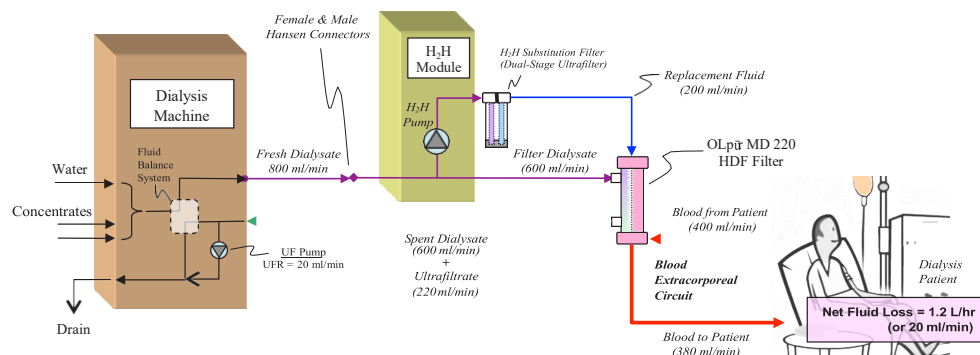 Female & Male
Hansen Connectors
H2H
Module
H2H Substitution Filter
(Dual-Stage Ultrafilter)
Replacement Fluid
(200 ml/min)
Dialysis
Machine
H2H
Pump
Fluid
Balance
System
Fresh Dialysate
800 ml/min
Filter Dialysate
(600 ml/min)
OLpūr MD 220
HDF Filter
Water
Concentrates
Blood from Patient
(400 ml/min)
UF Pump
UFR = 20 ml/min
Spent Dialysate
(600 ml/min)
+
Ultrafiltrate
(220 ml/min)
Blood
Extracorporeal
Circuit
Dialysis
Patient
Net Fluid Loss = 1.2 L/hr
(or 20 ml/min)
Drain
Blood to Patient
(380 ml/min)